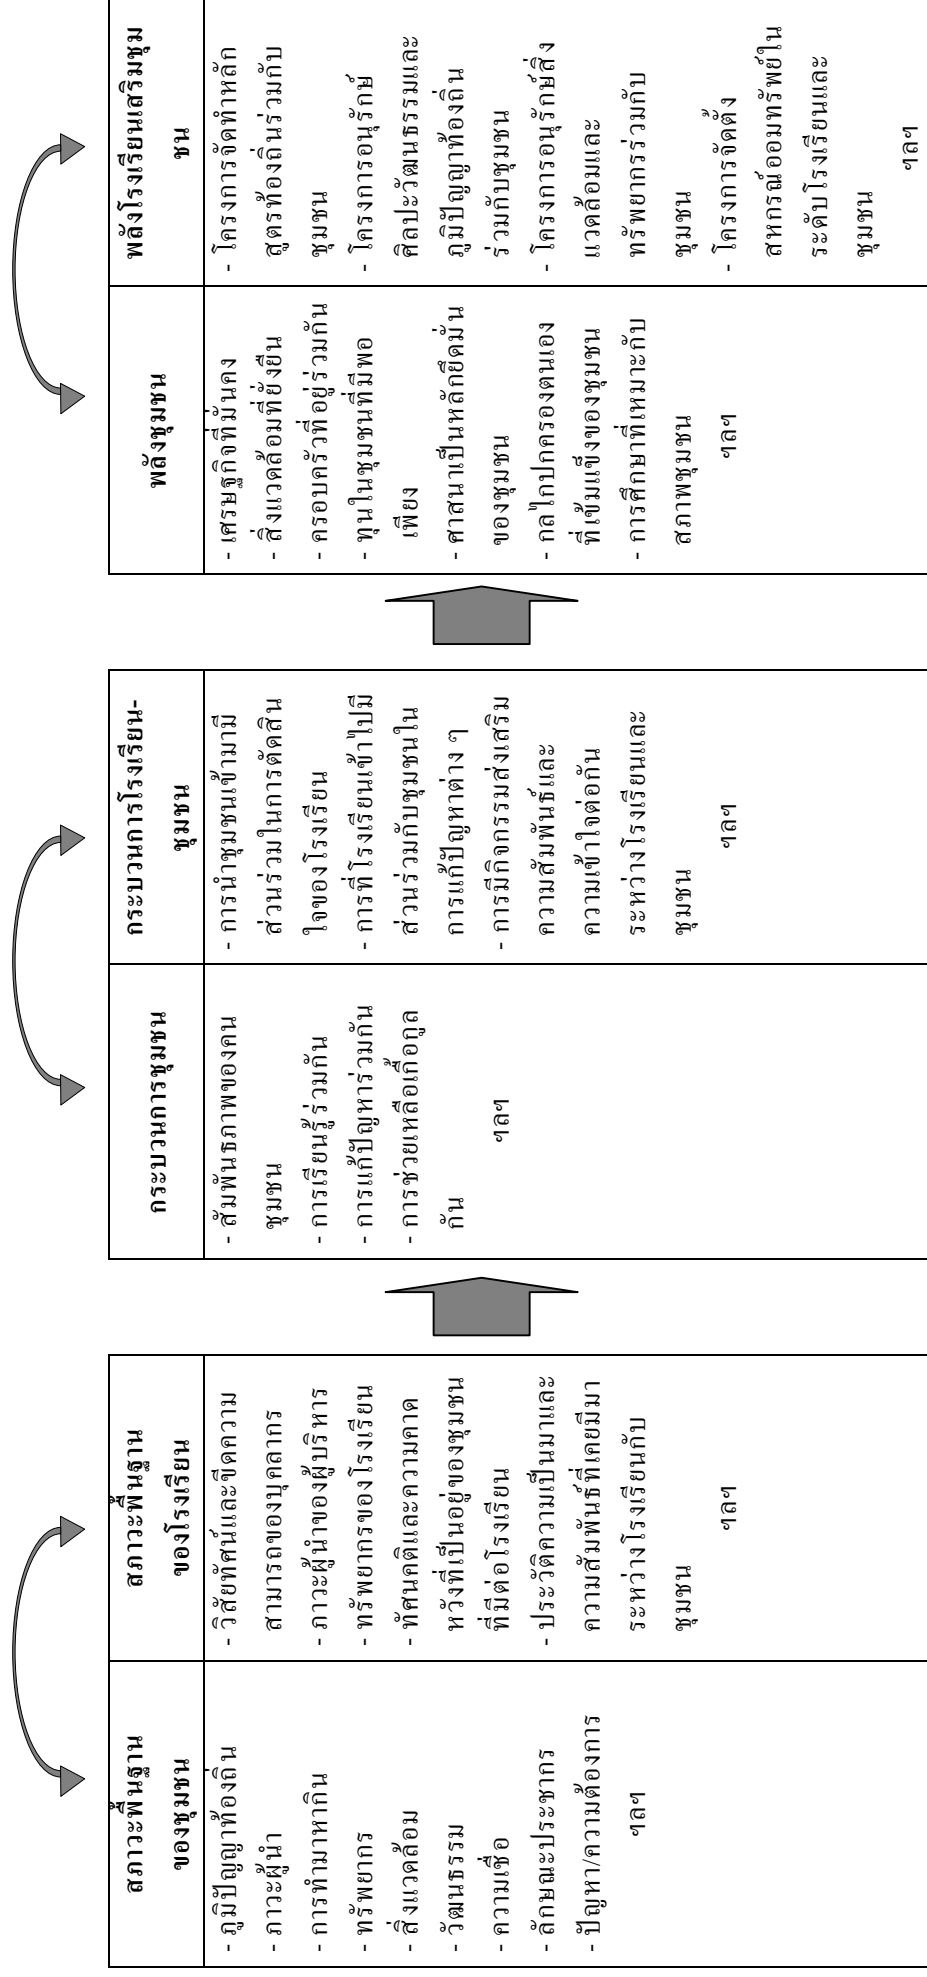 สภาวะพื้นฐาน
ของชุมชน
- ภูมิปัญญาท้องถิ่น
- ภาวะผู้นำ
- การทำมาหากิน
- ทรัพยากร
- สิ่งแวดล้อม
- วัฒนธรรม
- ความเชื่อ
- ลักษณะประชากร
- ปัญหา/ความต้องการ
ฯลฯ
สภาวะพื้นฐาน
ของโรงเรียน
- วิสัยทัศน์และขีดความ
สามารถของบุคลากร
- ภาวะผู้นำของผู้บริหาร
- ทรัพยากรของโรงเรียน
- ทัศนคติและความคาด
หวังที่เป็นอยู่ของชุมชน
ที่มีต่อโรงเรียน
- ประวัติความเป็นมาและ
ความสัมพันธ์ที่เคยมีมา
ระหว่างโรงเรียนกับ
ชุมชน
ฯลฯ
กระบวนการชุมชน
- สัมพันธภาพของคน
ชุมชน
- การเรียนรู้ร่วมกัน
- การแก้ปัญหาร่วมกัน
- การช่วยเหลือเกื้อกูล
กัน
ฯลฯ
กระบวนการโรงเรียน-
ชุมชน
- การนำชุมชนเข้ามามี
ส่วนร่วมในการตัดสิน
ใจของโรงเรียน
- การที่โรงเรียนเข้าไปมี
ส่วนร่วมกับชุมชนใน
การแก้ปัญหาต่าง ๆ
- การมีกิจกรรมส่งเสริม
ความสัมพันธ์และ
ความเข้าใจต่อกัน
ระหว่างโรงเรียนและ
ชุมชน
ฯลฯ
พลังชุมชน
- เศรษฐกิจที่มั่นคง
- สิ่งแวดล้อมที่ยั่งยืน
- ครอบครัวที่อยู่ร่วมกัน
- ทุนในชุมชนที่มีพอ
เพียง
- ศาสนาเป็นหลักยึดมั่น
ของชุมชน
- กลไกปกครองตนเอง
ที่เข้มแข็งของชุมชน
- การศึกษาที่เหมาะกับ
สภาพชุมชน
ฯลฯ
พลังโรงเรียนเสริมชุม
ชน
- โครงการจัดทำหลัก
สูตรท้องถิ่นร่วมกับ
ชุมชน
- โครงการอนุรักษ์
ศิลปะวัฒนธรรมและ
ภูมิปัญญาท้องถิ่น
ร่วมกับชุมชน
- โครงการอนุรักษ์สิ่ง
แวดล้อมและ
ทรัพยากรร่วมกับ
ชุมชน
- โครงการจัดตั้ง
สหกรณ์ออมทรัพย์ใน
ระดับโรงเรียนและ
ชุมชน
ฯลฯ